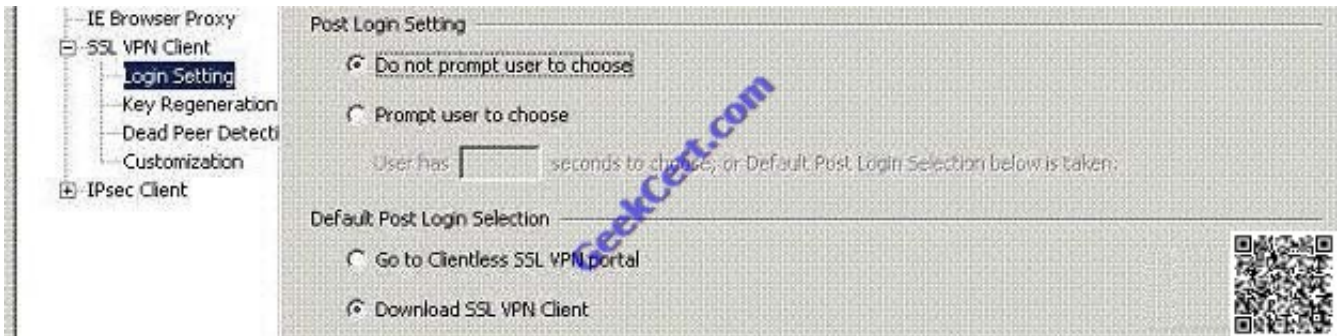 IE Browser Proxy
SSL VPN Client
Login Setting
Key Regeneration
Dead Peer Detecti
Customization
IPsec Client
Post Login Setting
Do not prompt user to choose
Prompt user to choose
User has seconds to choose, or Default Post Login Selection below is taken:
Default Post Login Selection
Go to Clientless SSL VPN portal
Download SSL VPN Client
GeekCert.com